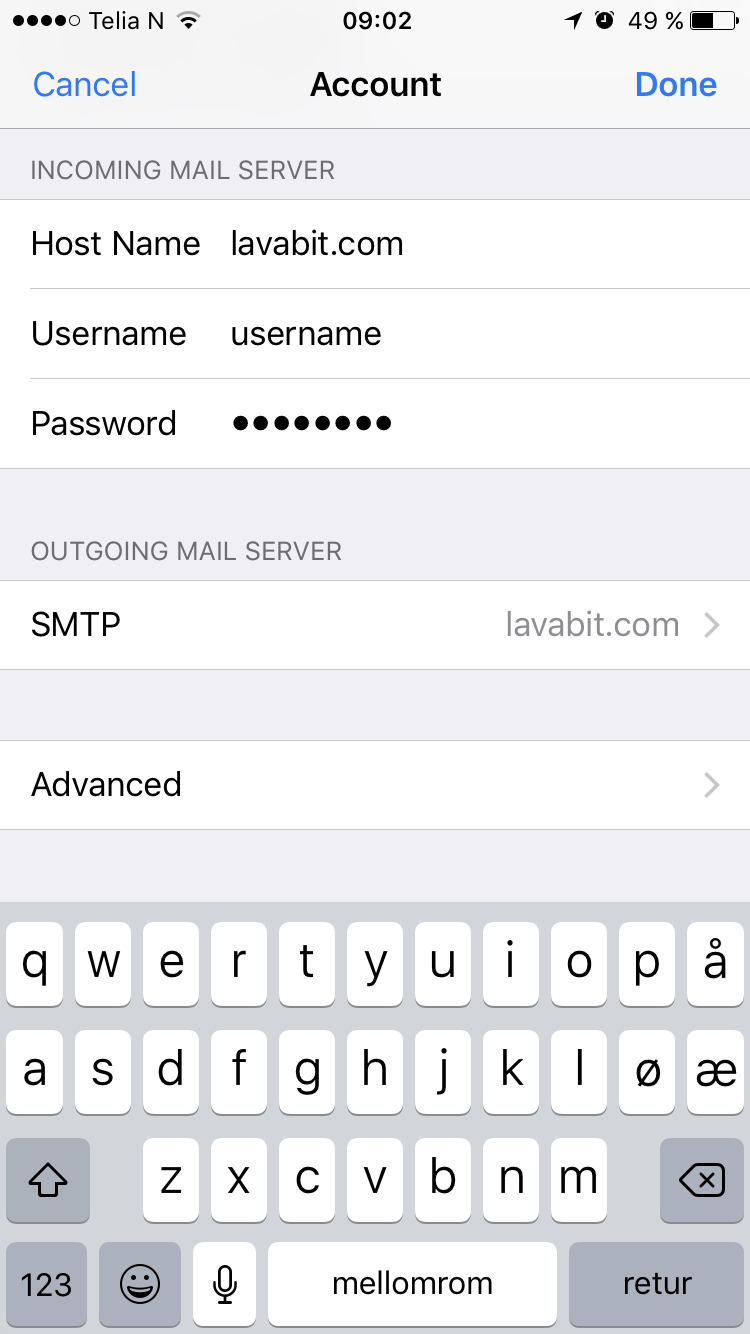 Telia N 09:02 49 %
Cancel Account Done
INCOMING MAIL SERVER
Host Name lavabit.com
Username username
Password ••••••••
OUTGOING MAIL SERVER
SMTP lavabit.com
Advanced
q w e r t y u i o p å
a s d f g h j k l ø æ
z x c v b n m
123 mellomrom retur